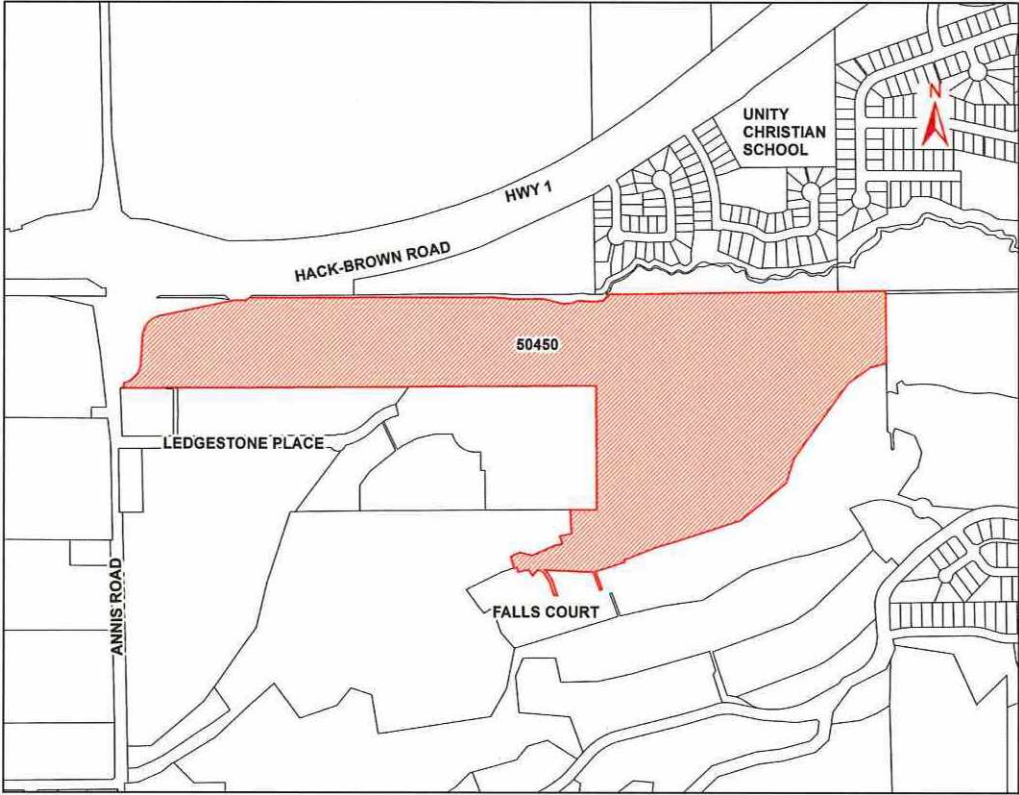 N
UNITY
CHRISTIAN
SCHOOL
HWY 1
HACK-BROWN ROAD
50450
LEDGESTONE PLACE
ANNIS ROAD
FALLS COURT